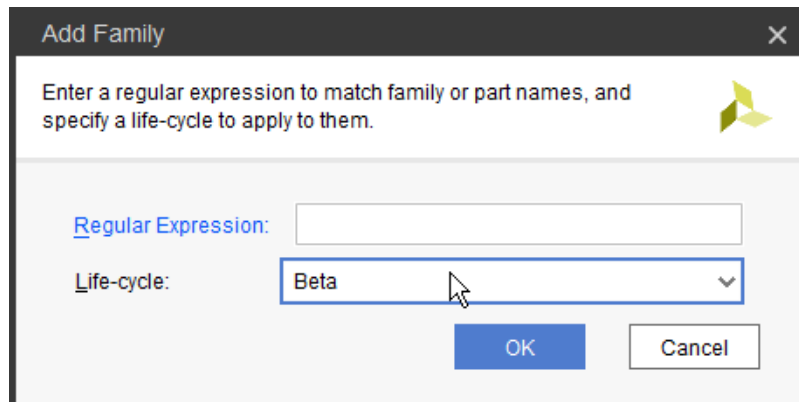 Add Family
Enter a regular expression to match family or part names, and
specify a life-cycle to apply to them.
Regular Expression:
Life-cycle: Beta
OK Cancel